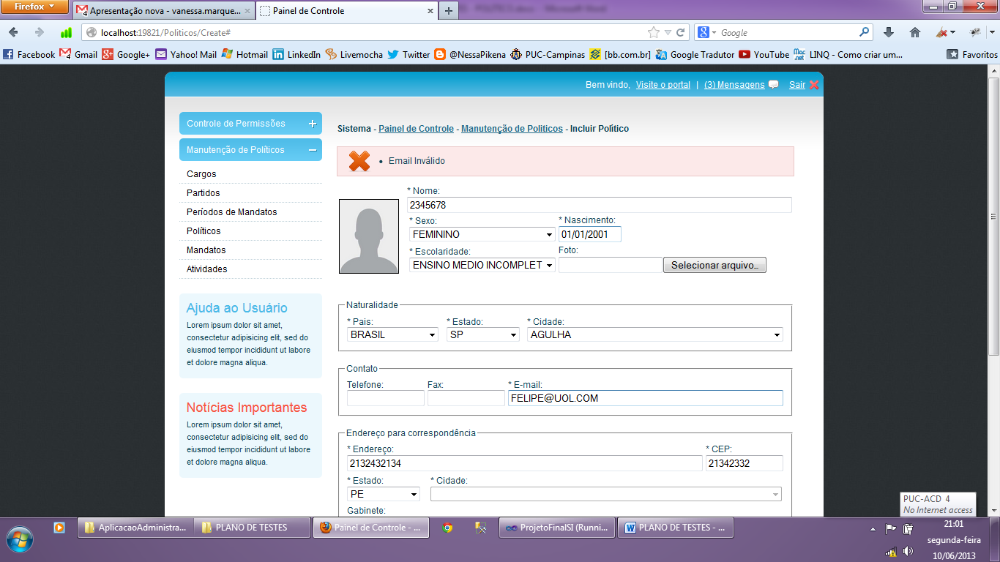 Firefox
Apresentação nova - vanessa.marque...
Painel de Controle
Microsoft Word
localhost:19821/Politicos/Create#
Google
Facebook Gmail Google+ Yahoo! Mail Hotmail LinkedIn Livemocha Twitter @NessaPikena PUC-Campinas [bb.com.br] Google Tradutor YouTube LINQ - Como criar um... Favoritos
Bem vindo, Visite o portal | (3) Mensagens Sair
Controle de Permissões
Manutenção de Políticos
Cargos
Partidos
Períodos de Mandatos
Políticos
Mandatos
Atividades
Ajuda ao Usuário
Lorem ipsum dolor sit amet,
consectetur adipisicing elit, sed do
eiusmod tempor incididunt ut labore
et dolore magna aliqua.
Notícias Importantes
Lorem ipsum dolor sit amet,
consectetur adipisicing elit, sed do
eiusmod tempor incididunt ut labore
et dolore magna aliqua.
Sistema - Painel de Controle - Manutenção de Politicos - Incluir Político
Email Inválido
* Nome:
2345678
* Sexo: * Nascimento:
FEMININO 01/01/2001
* Escolaridade: Foto:
ENSINO MEDIO INCOMPLET Selecionar arquivo...
Naturalidade
* Pais: * Estado: * Cidade:
BRASIL SP AGULHA
Contato
Telefone: Fax: * E-mail:
FELIPE@UOL.COM
Endereço para correspondência
* Endereço: * CEP:
2132432134 21342332
* Estado: * Cidade:
PE
Gabinete:
PUC-ACD 4
No Internet access
AplicacaoAdministra... PLANO DE TESTES Painel de Controle - ... ProjetoFinalSI (Runni... PLANO DE TESTES - ...
21:01
segunda-feira
10/06/2013